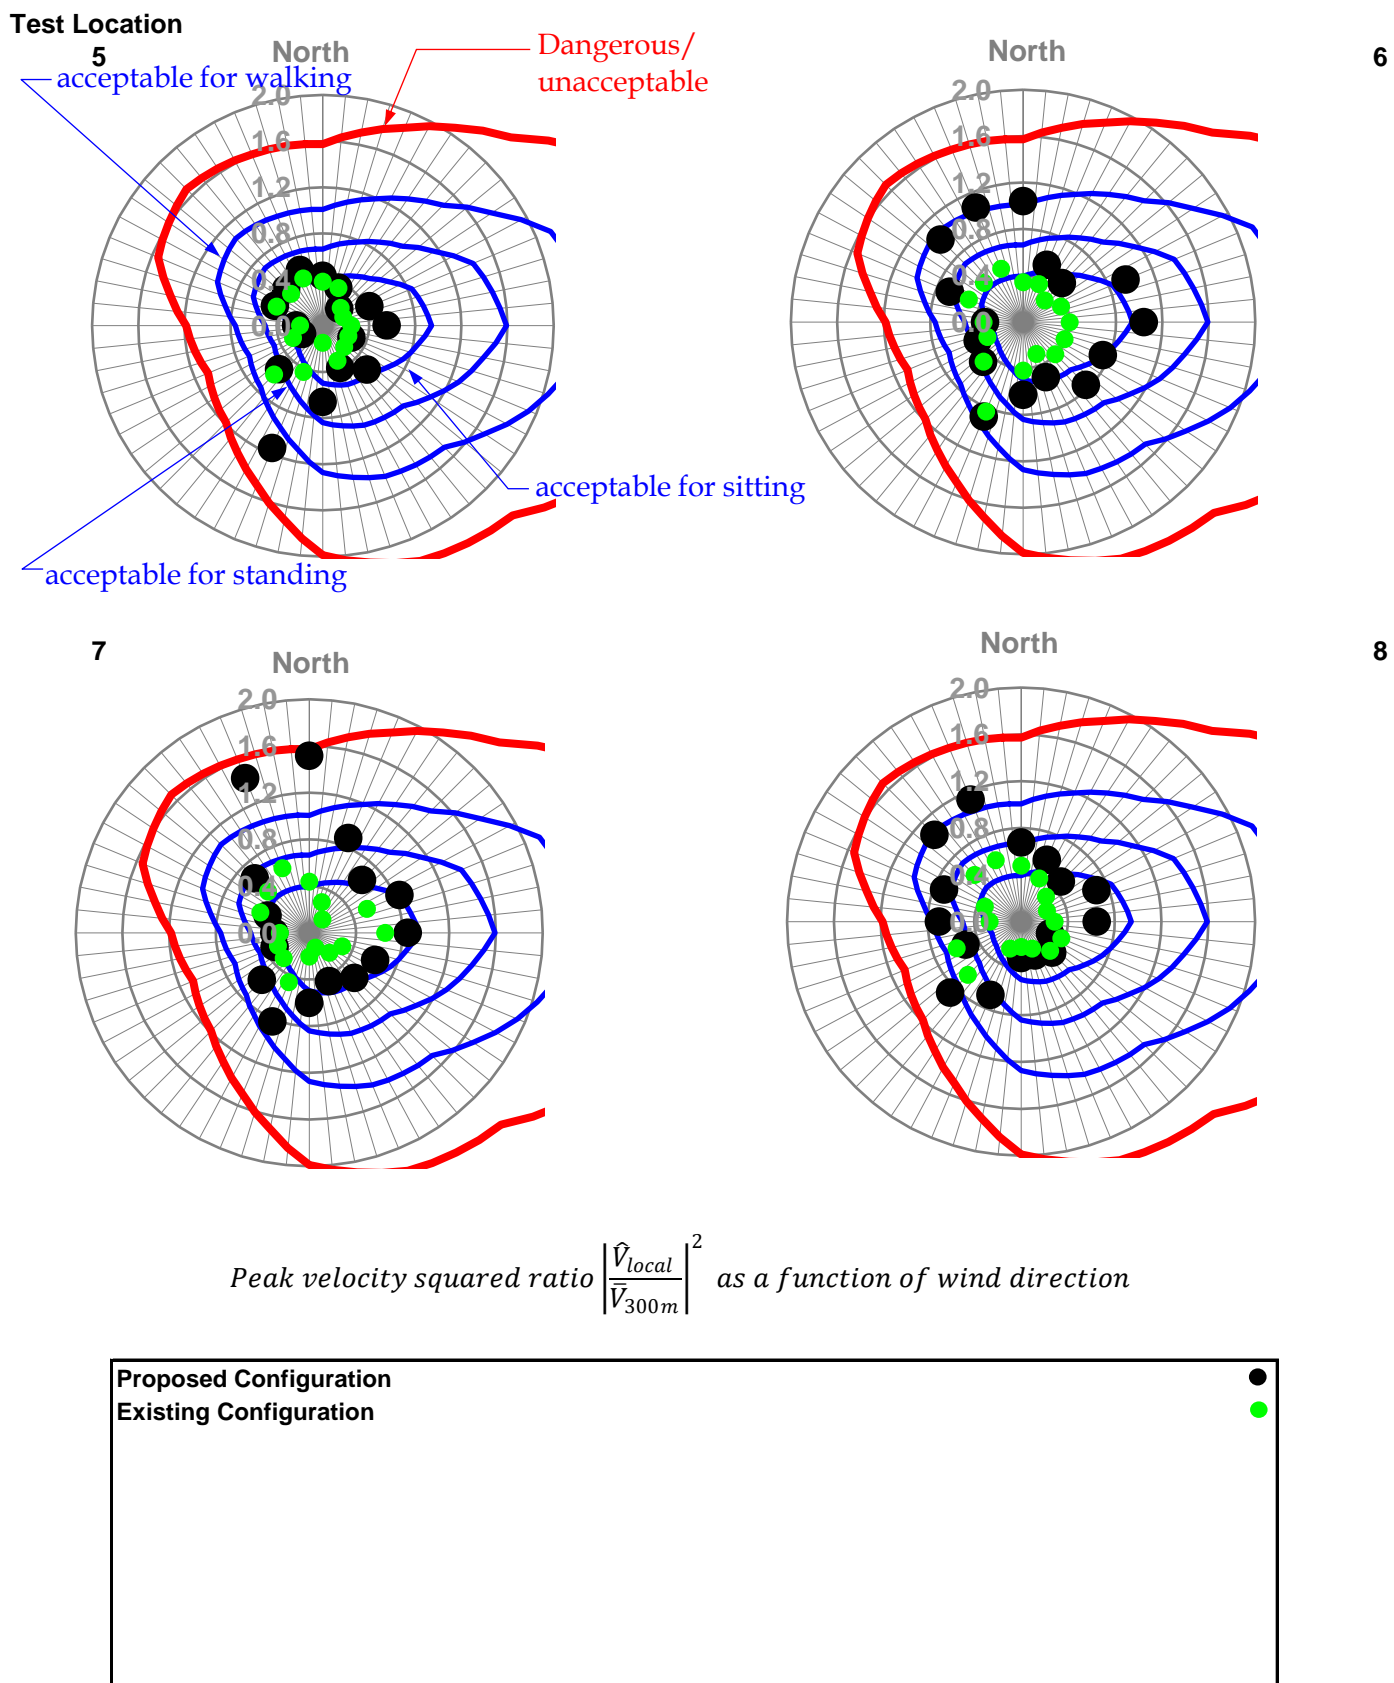 Test Location
5
North
Dangerous/
unacceptable
acceptable for walking
2.0
1.6
1.2
0.8
0.4
0.0
acceptable for sitting
acceptable for standing
6
North
2.0
1.6
1.2
0.8
0.4
0.0
7
North
2.0
1.6
1.2
0.8
0.4
0.0
8
North
2.0
1.6
1.2
0.8
0.4
0.0
Peak velocity squared ratio |V̂local / V̄300m|² as a function of wind direction
Proposed Configuration
Existing Configuration